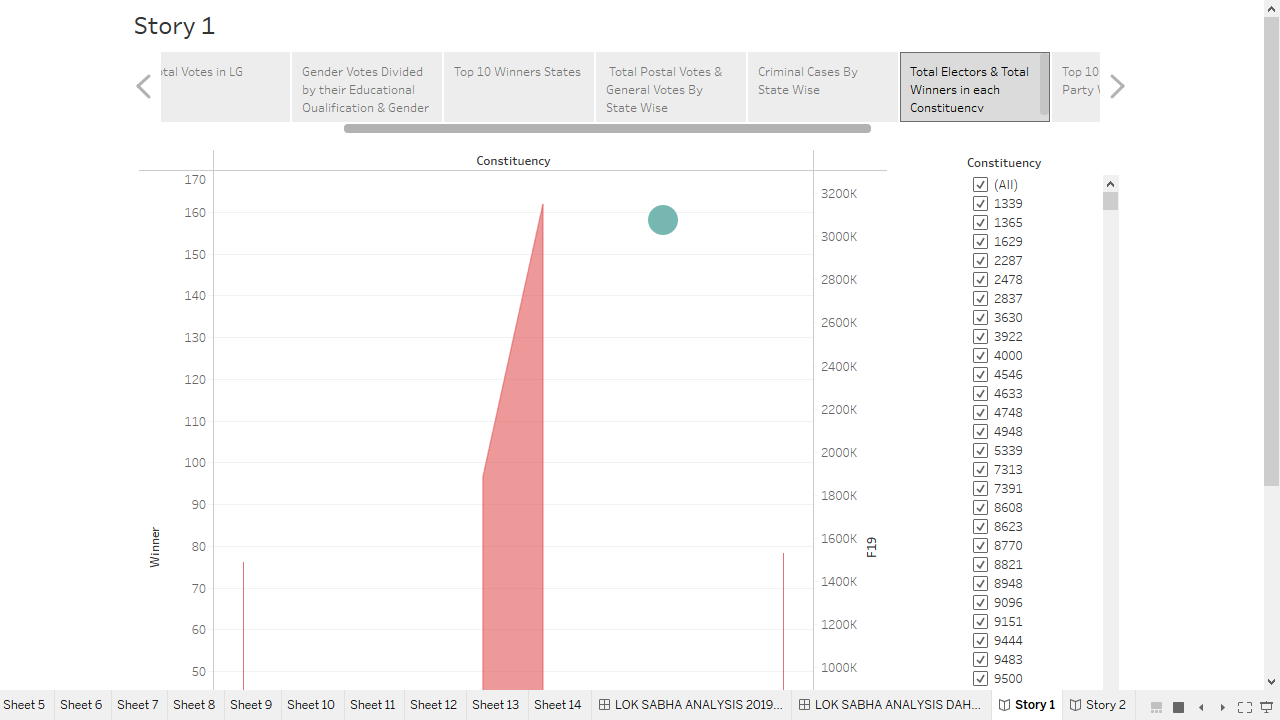 Story 1
otal Votes in LG
Gender Votes Divided
by their Educational
Qualification & Gender
Top 10 Winners States
Total Postal Votes &
General Votes By
State Wise
Criminal Cases By
State Wise
Total Electors & Total
Winners in each
Constituency
Top 10
Party
Constituency
170
160
150
140
130
120
110
100
90
80
70
60
50
Winner
3200K
3000K
2800K
2600K
2400K
2200K
2000K
1800K
1600K
1400K
1200K
1000K
F19
Constituency
(All)
1339
1365
1629
2287
2478
2837
3630
3922
4000
4546
4633
4748
4948
5339
7313
7391
8608
8623
8770
8821
8948
9096
9151
9444
9483
9500
Sheet 5
Sheet 6
Sheet 7
Sheet 8
Sheet 9
Sheet 10
Sheet 11
Sheet 12
Sheet 13
Sheet 14
LOK SABHA ANALYSIS 2019...
LOK SABHA ANALYSIS DAH...
Story 1
Story 2